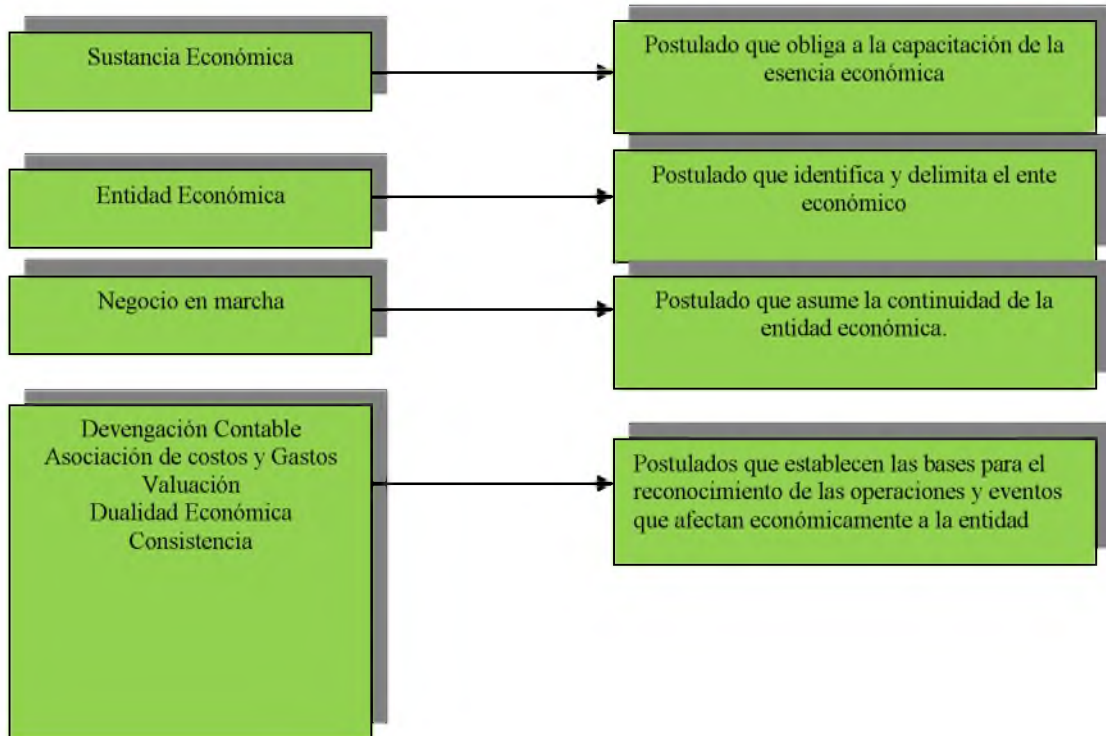 Sustancia Económica
Postulado que obliga a la capacitación de la
esencia económica
Entidad Económica
Postulado que identifica y delimita el ente
económico
Negocio en marcha
Postulado que asume la continuidad de la
entidad económica.
Devengación Contable
Asociación de costos y Gastos
Valuación
Dualidad Económica
Consistencia
Postulados que establecen las bases para el
reconocimiento de las operaciones y eventos
que afectan económicamente a la entidad